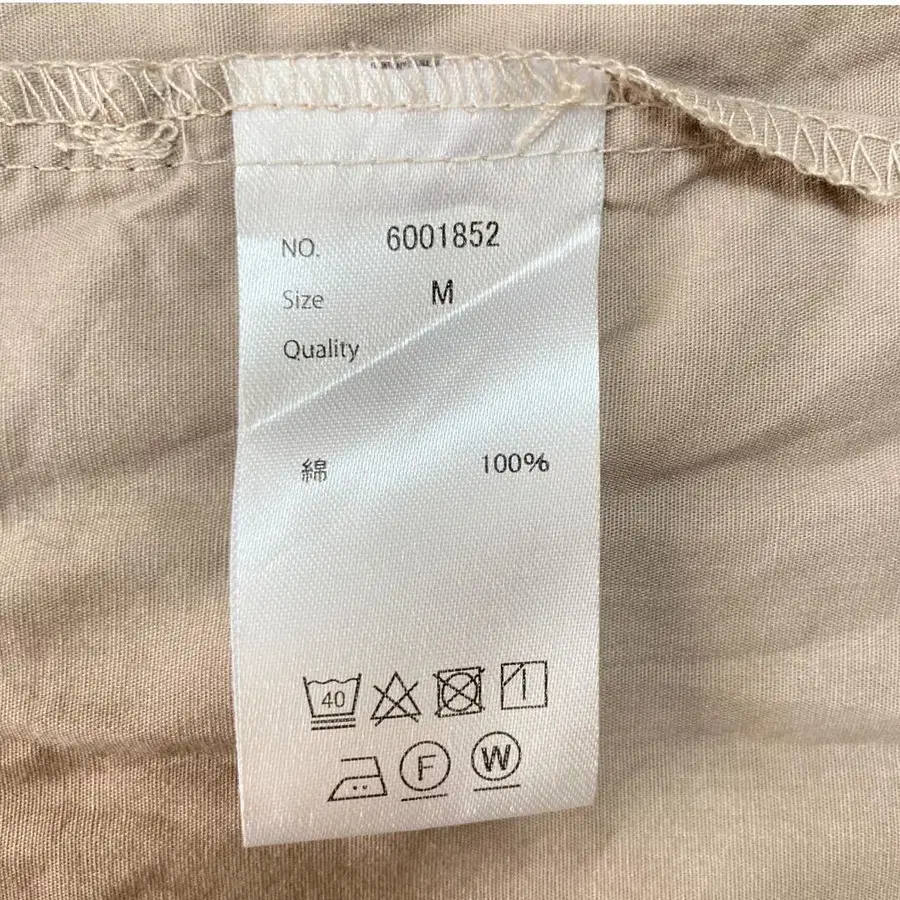 NO. 6001852
Size M
Quality
綿 100%
40
F W